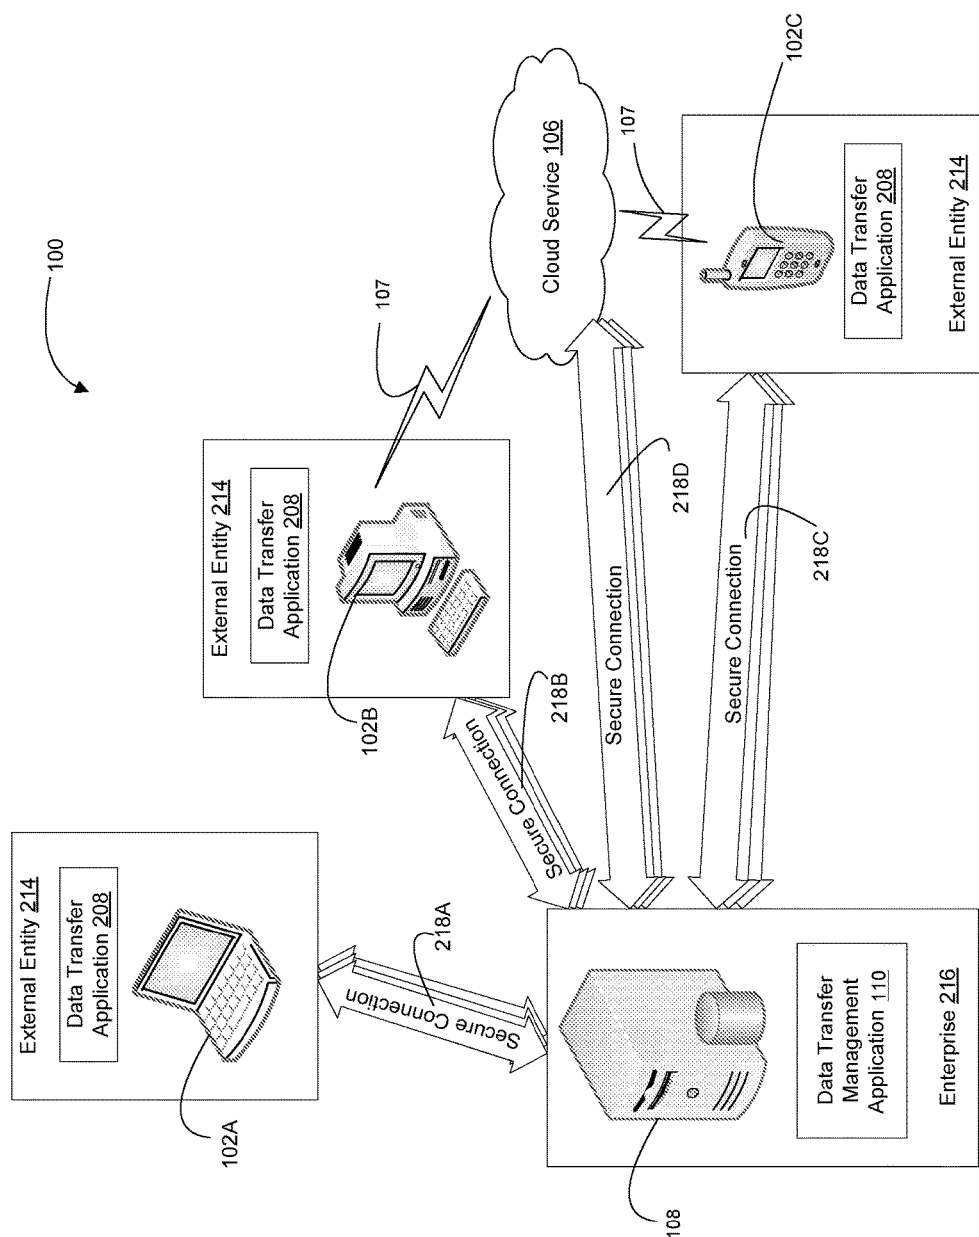 100
External Entity 214
Data Transfer
Application 208
102A
External Entity 214
Data Transfer
Application 208
102B
107
Cloud Service 106
107
102C
Secure Connection
218A
Secure Connection
218B
Secure Connection
218D
Secure Connection
218C
108
Data Transfer
Management
Application 110
Enterprise 216
Data Transfer
Application 208
External Entity 214